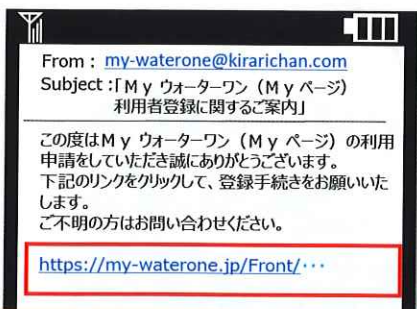 From : my-waterone@kirarichan.com
Subject :「My ウォーターワン（My ページ）
利用者登録に関するご案内」
この度はMy ウォーターワン（My ページ）の利用
申請をしていただき誠にありがとうございます。
下記のリンクをクリックして、登録手続きをお願いいた
します。
ご不明の方はお問い合わせください。
https://my-waterone.jp/Front/･･･